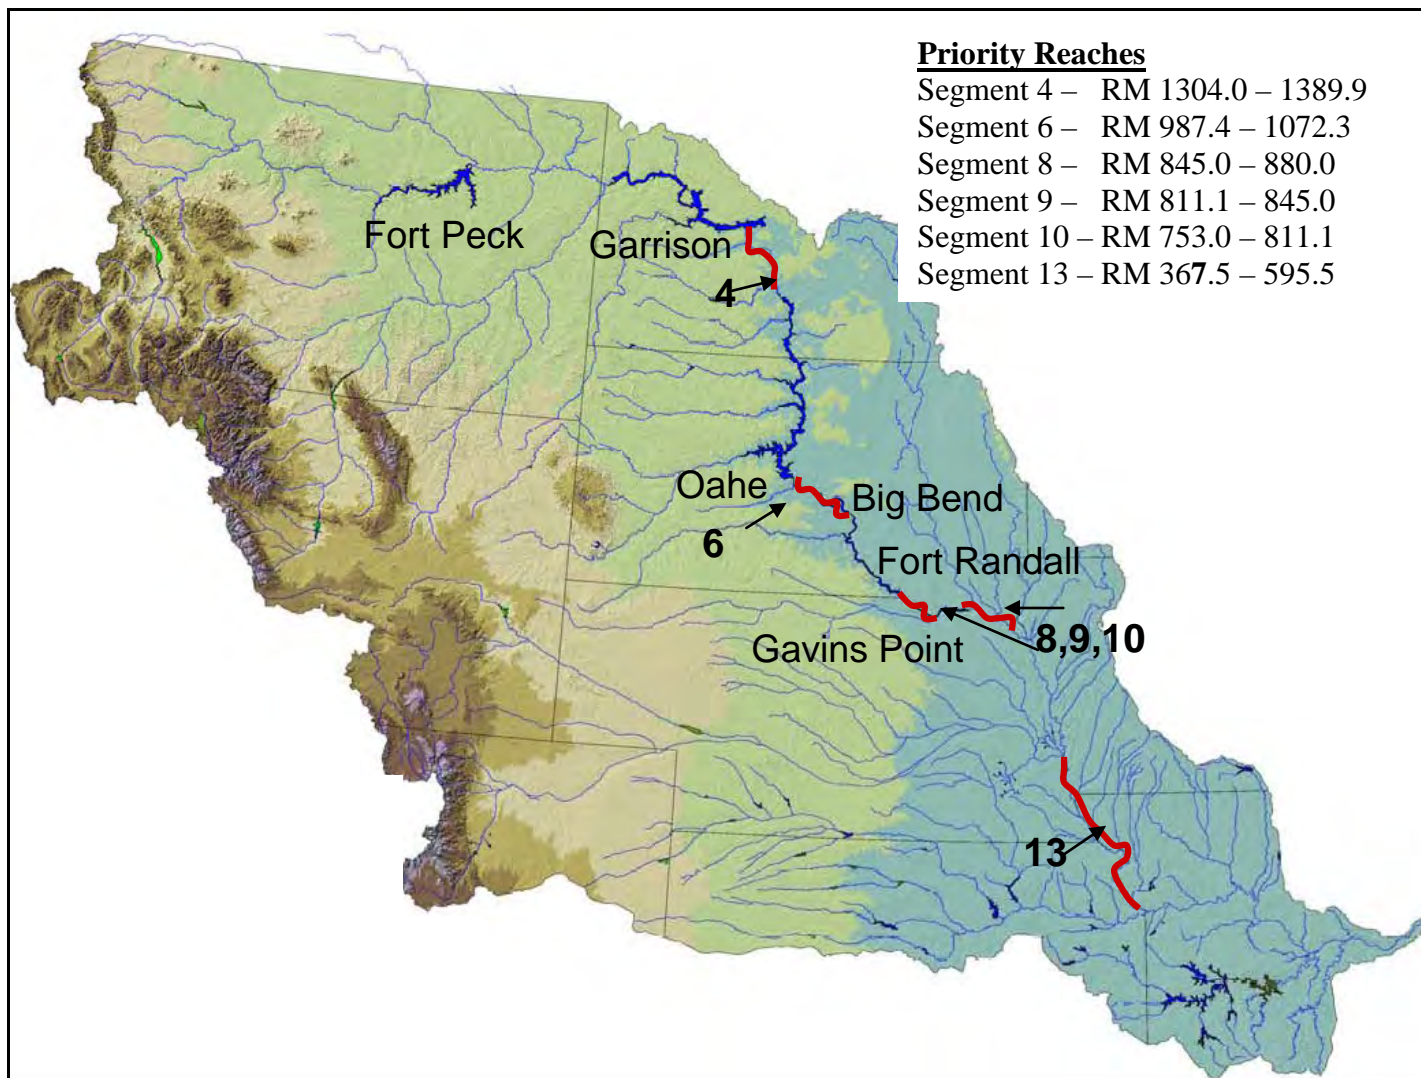 Priority Reaches
Segment 4 – RM 1304.0 – 1389.9
Segment 6 – RM 987.4 – 1072.3
Segment 8 – RM 845.0 – 880.0
Segment 9 – RM 811.1 – 845.0
Segment 10 – RM 753.0 – 811.1
Segment 13 – RM 367.5 – 595.5
Fort Peck
Garrison
4
Oahe
Big Bend
6
Fort Randall
8,9,10
Gavins Point
13